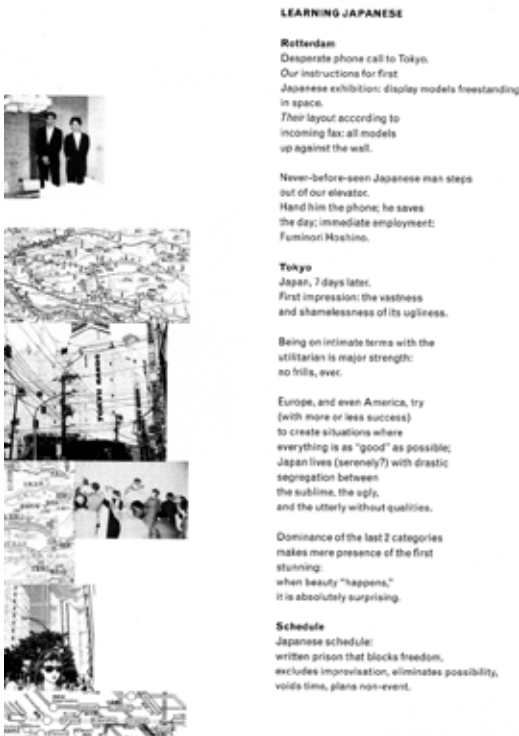 LEARNING JAPANESE
Rotterdam
Desperate phone call to Tokyo.
Our instructions for first
Japanese exhibition: display models freestanding
in space.
Their layout according to
incoming fax: all models
up against the wall.
Never-before-seen Japanese man steps
out of our elevator.
Hand him the phone; he saves
the day; immediate employment:
Fuminori Hoshino.
Tokyo
Japan, 7 days later.
First impression: the vastness
and shamelessness of its ugliness.
Being on intimate terms with the
utilitarian is major strength:
no frills, ever.
Europe, and even America, try
(with more or less success)
to create situations where
everything is as "good" as possible;
Japan lives (serenely?) with drastic
segregation between
the sublime, the ugly,
and the utterly without qualities.
Dominance of the last 2 categories
makes mere presence of the first
stunning:
when beauty "happens,"
it is absolutely surprising.
Schedule
Japanese schedule:
written prison that blocks freedom,
excludes improvisation, eliminates possibility,
voids time, plans non-event.